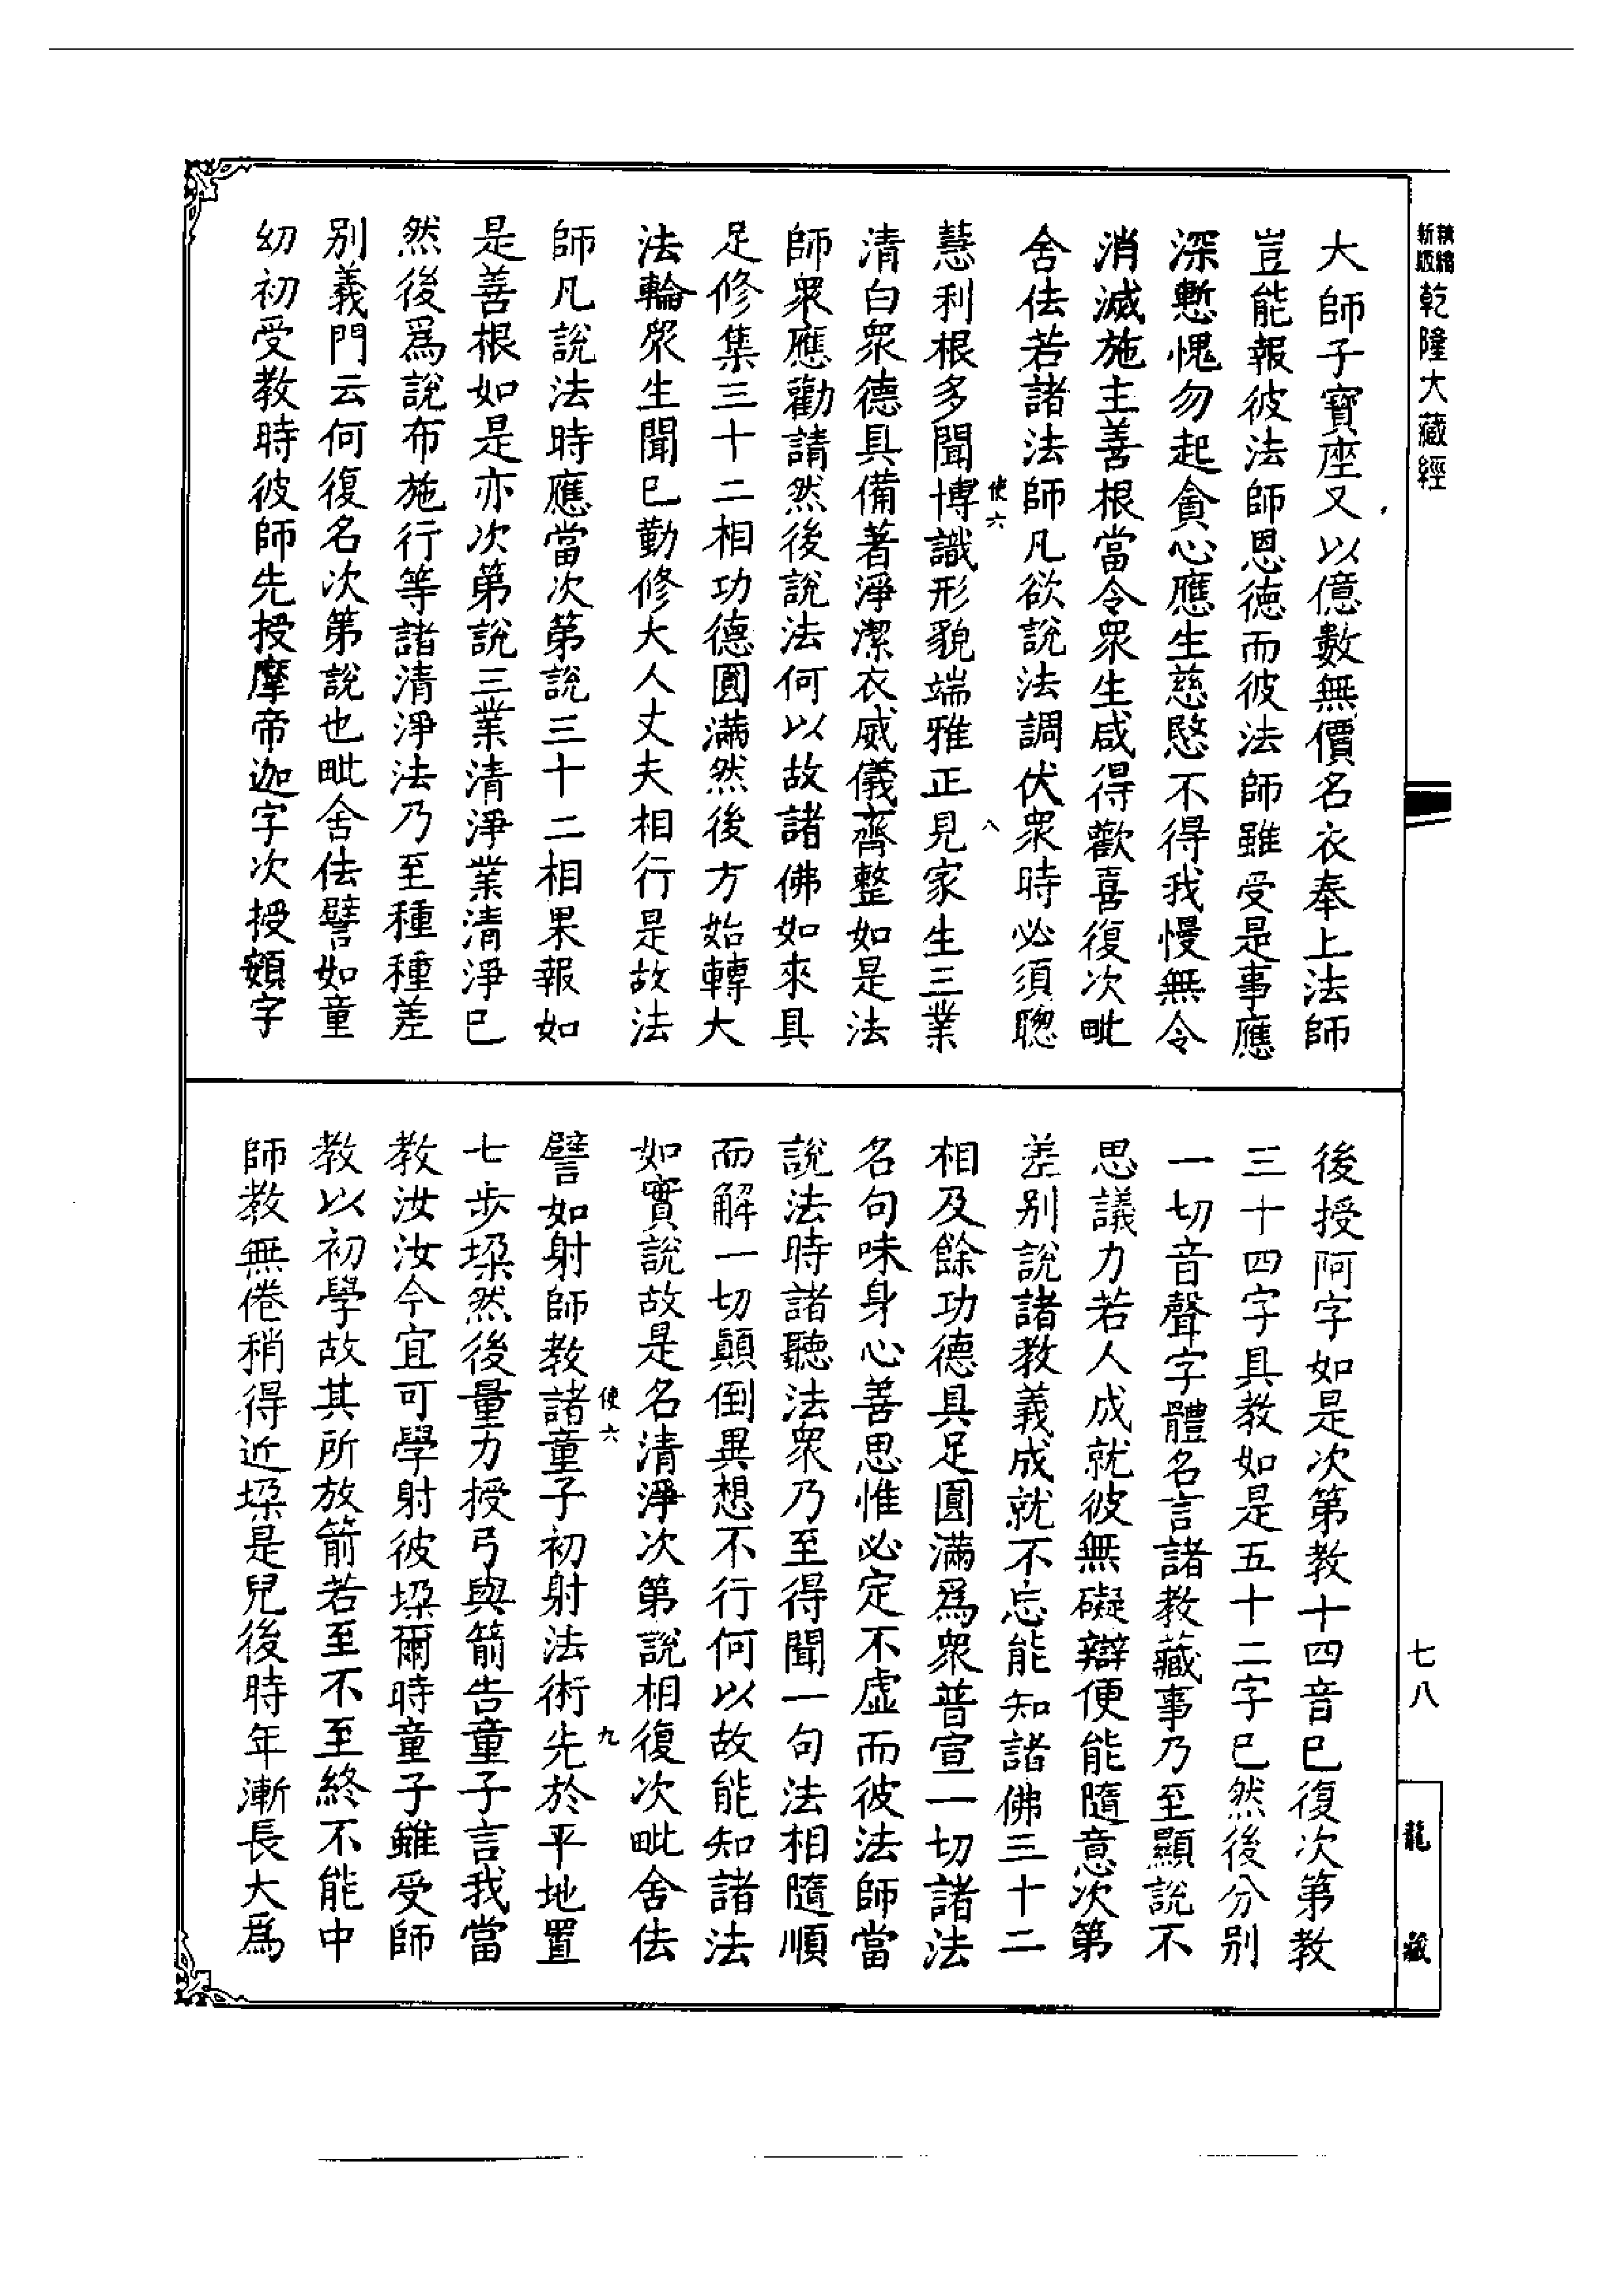 精縮新版乾隆大藏經
大師子寶座又以億數無價名衣奉上法師
豈能報彼法師恩德而彼法師雖受是事應
深慙愧勿起貪心應生慈愍不得我慢無令
消滅施主善根當令衆生咸得歡喜復次毗
舍佉若諸法師凡欲說法調伏衆時必須聰
使六 八
慧利根多聞博識形貌端雅正見家生三業
清白衆德具備著淨潔衣威儀齊整如是法
師衆應勸請然後說法何以故諸佛如來具
足修集三十二相功德圓滿然後方始轉大
法輪衆生聞已勤修大人丈夫相行是故法
師凡說法時應當次第說三十二相果報如
是善根如是亦次第說三業清淨業清淨已
然後爲說布施行等諸清淨法乃至種種差
別義門云何復名次第說也毗舍佉譬如童
幼初受教時彼師先授摩帝迦字次授頞字
後授阿字如是次第教十四音已復次第教
三十四字具教如是五十二字已然後分別
一切音聲字體名言諸教藏事乃至顯說不
思議力若人成就彼無礙辯便能隨意次第
差別說諸教義成就不忘能知諸佛三十二
相及餘功德具足圓滿爲衆普宣一切諸法
名句味身心善思惟必定不虛而彼法師當
說法時諸聽法衆乃至得聞一句法相隨順
而解一切顛倒異想不行何以故能知諸法
如實說故是名清淨次第說相復次毗舍佉
使六 九
譬如射師教諸童子初射法術先於平地置
七步垜然後量力授弓與箭告童子言我當
教汝汝今宜可學射彼垜爾時童子雖受師
教以初學故其所放箭若至不至終不能中
師教無倦稍得近垜是兒後時年漸長大爲
七八
龍藏